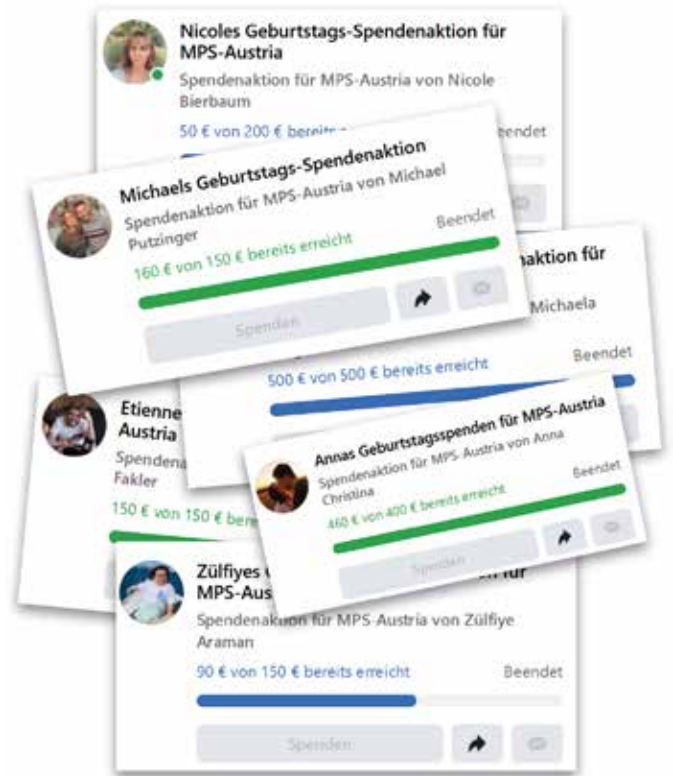 Nicoles Geburtstags-Spendenaktion für
MPS-Austria
Spendenaktion für MPS-Austria von Nicole
Bierbaum
50 € von 200 € bereits
Michaels Geburtstags-Spendenaktion
Spendenaktion für MPS-Austria von Michael
Putzinger
160 € von 150 € bereits erreicht
Beendet
Spenden
aktion für
Michaela
500 € von 500 € bereits erreicht
Beendet
Etienne
Austria
Fakler
150 € von 150 €
Annas Geburtstagsspenden für MPS-Austria
Spendenaktion für MPS-Austria von Anna
Christina
460 € von 400 € bereits erreicht
Beendet
Spenden
Zülfiyes
für
MPS-Aus
Spendenaktion für MPS-Austria von Zülfiye
Araman
90 € von 150 € bereits erreicht
Beendet
Spenden